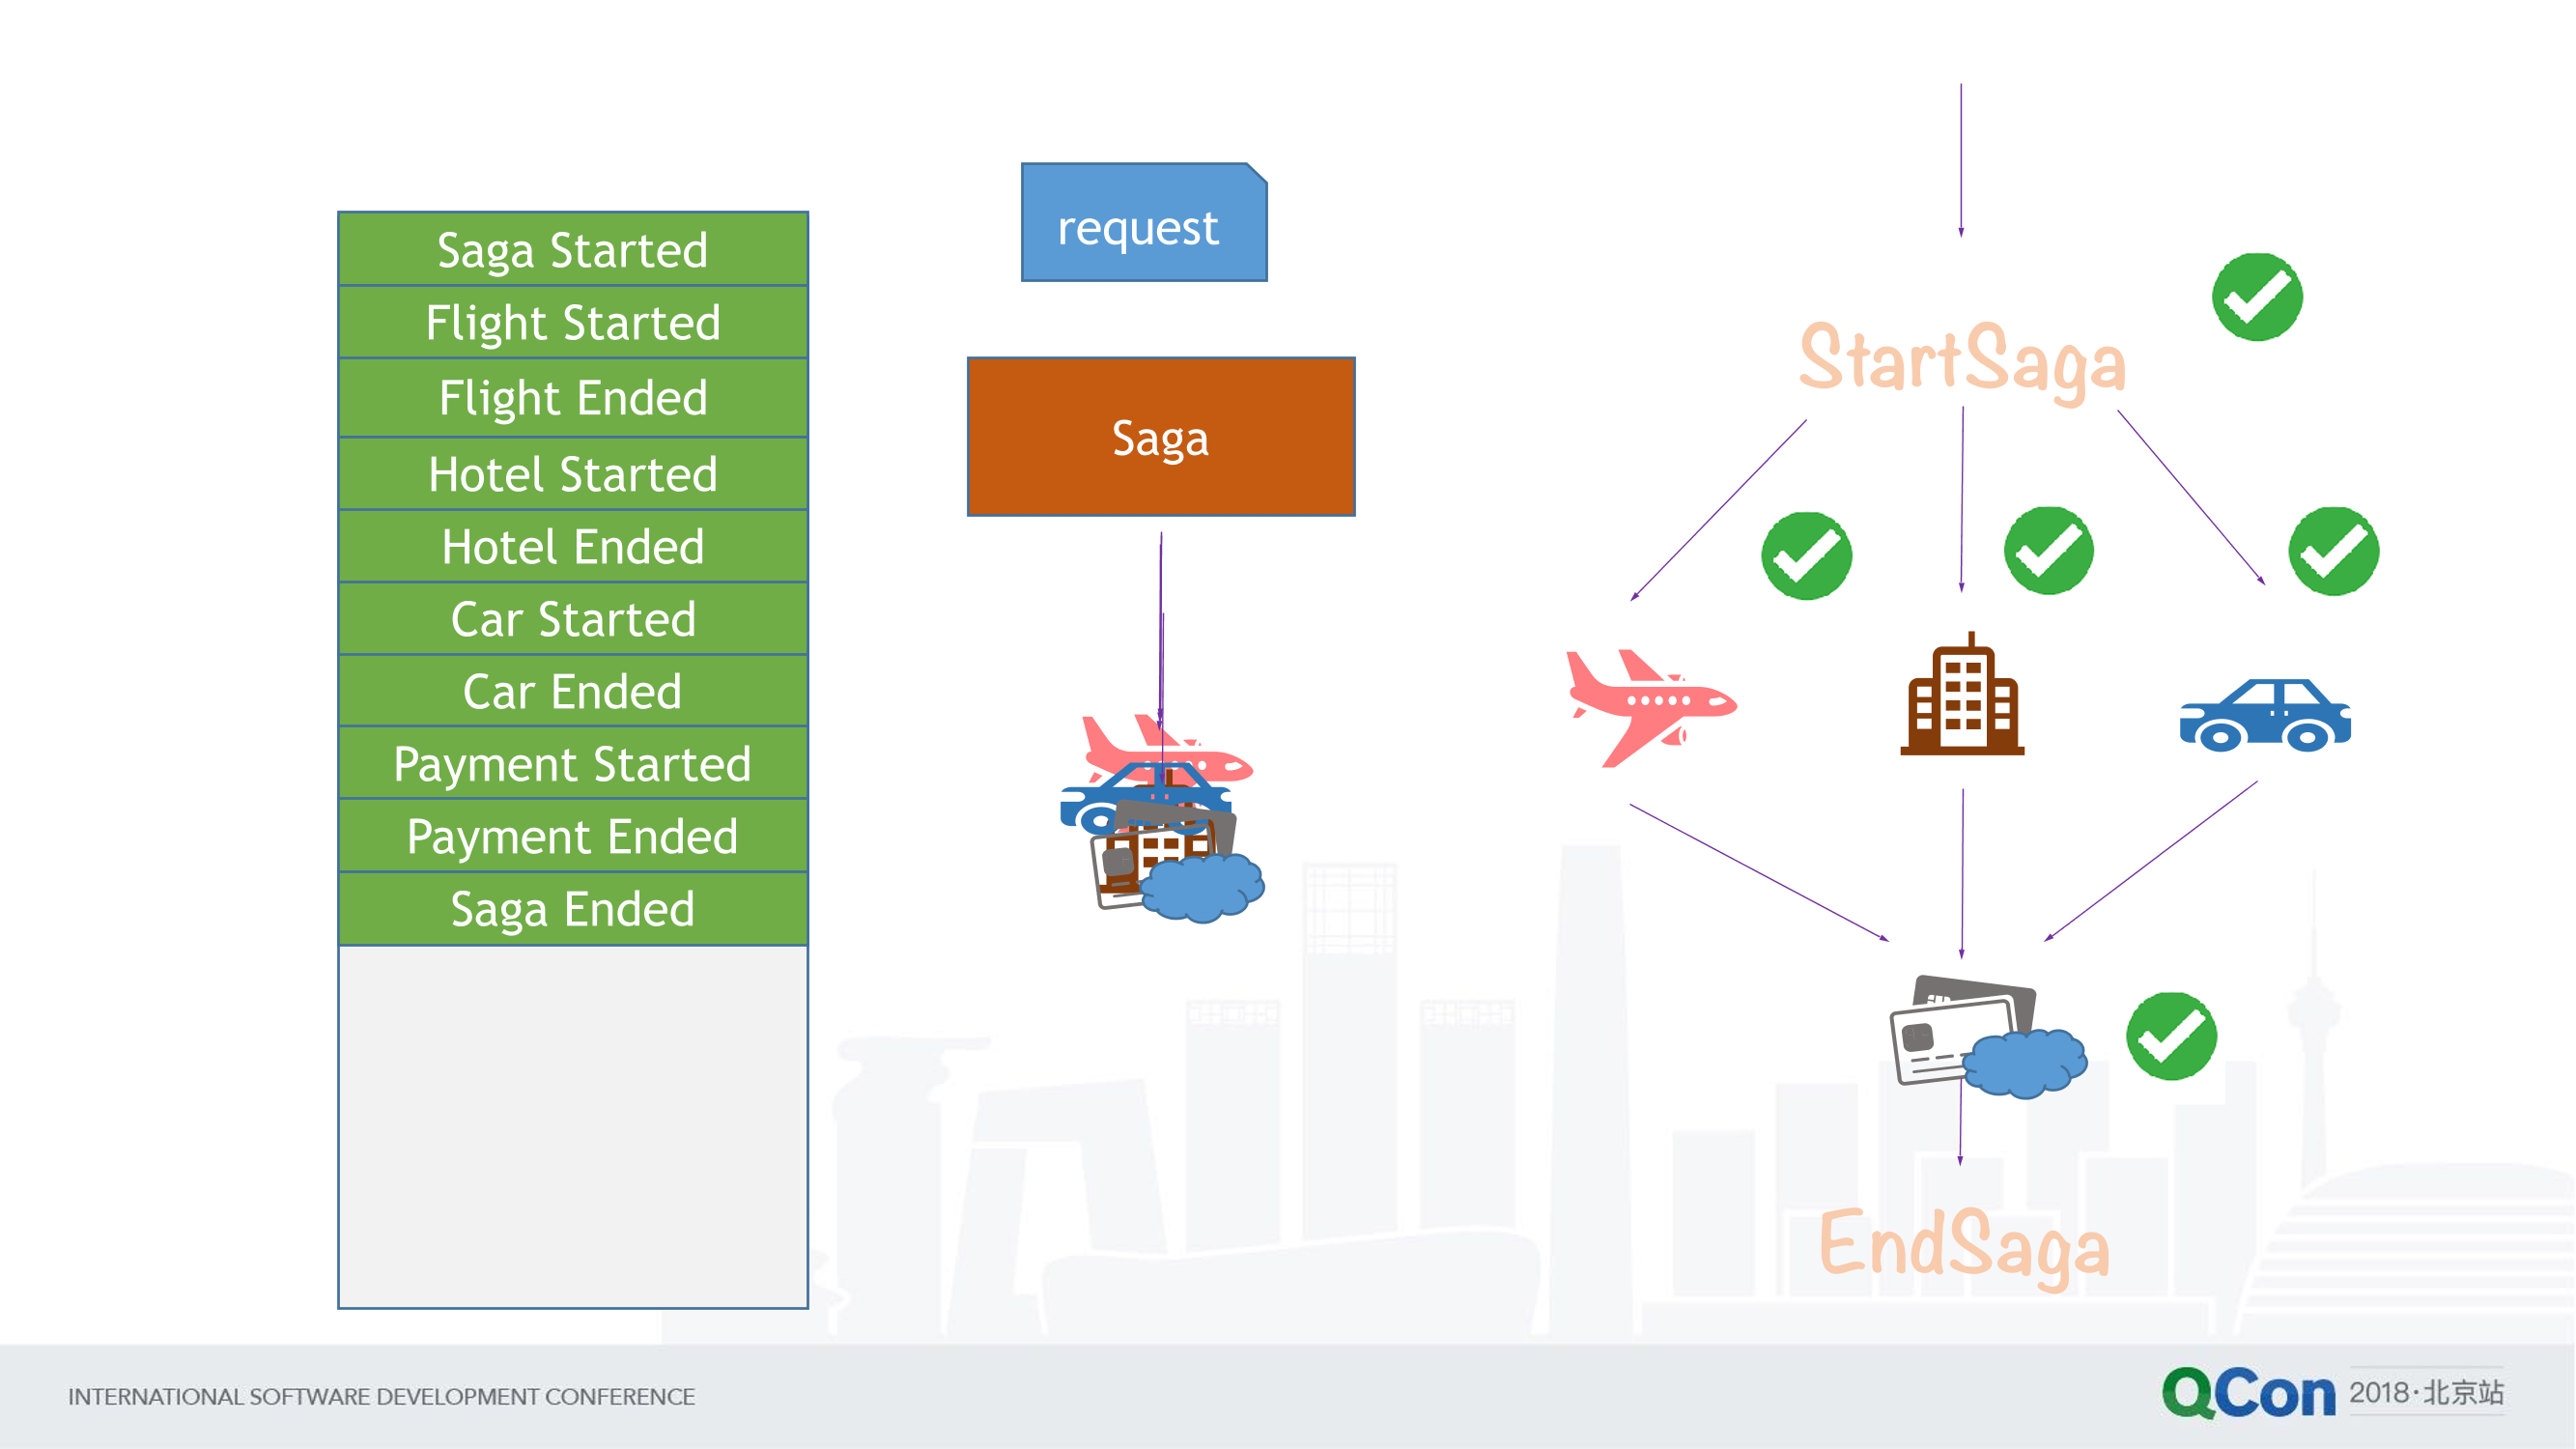 Saga Started
Flight Started
Flight Ended
Hotel Started
Hotel Ended
Car Started
Car Ended
Payment Started
Payment Ended
Saga Ended
request
Saga
StartSaga
EndSaga
INTERNATIONAL SOFTWARE DEVELOPMENT CONFERENCE
QCon 2018·北京站